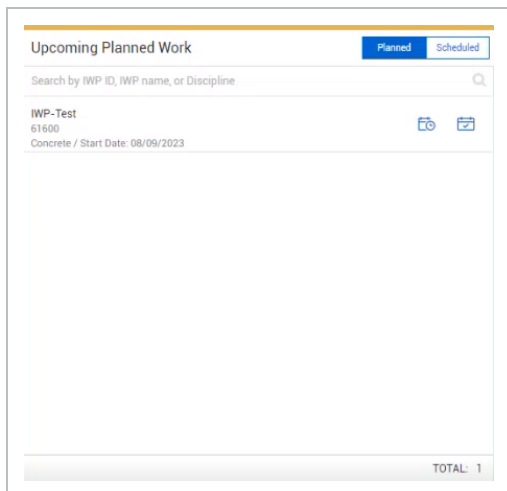 Upcoming Planned Work
Planned
Scheduled
Search by IWP ID, IWP name, or Discipline
IWP-Test
61600
Concrete / Start Date: 08/09/2023
TOTAL: 1